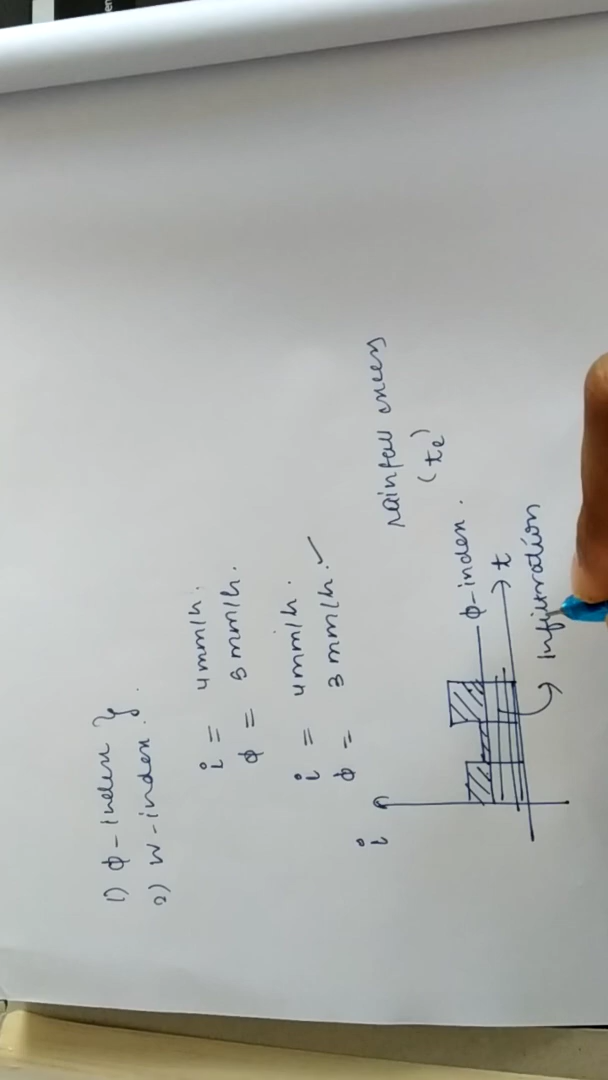 1) φ-index }
2) W-index }.
i = 4mm/h.
φ = 5mm/h.
i = 4mm/h.
φ = 3mm/h. ✓
rainfall excess
(te)
i
φ-index.
t
Infiltration